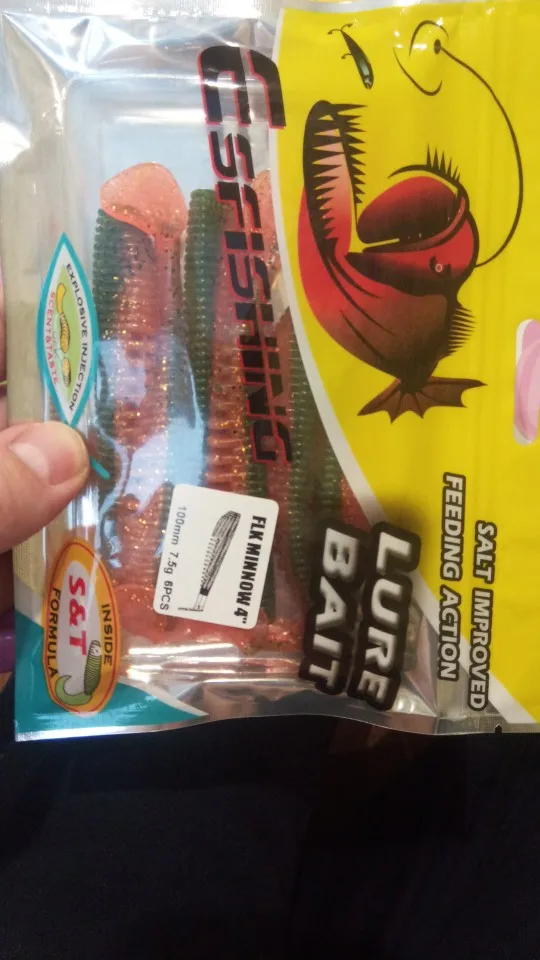 ESFISHING
LURE
BAIT
SALT IMPROVED
FEEDING ACTION
EXPLOSIVE INJECTION
SCENT&TASTE
FLK MINNOW 4"
100mm 7.5g 6PCS
INSIDE
S&T
FORMULA